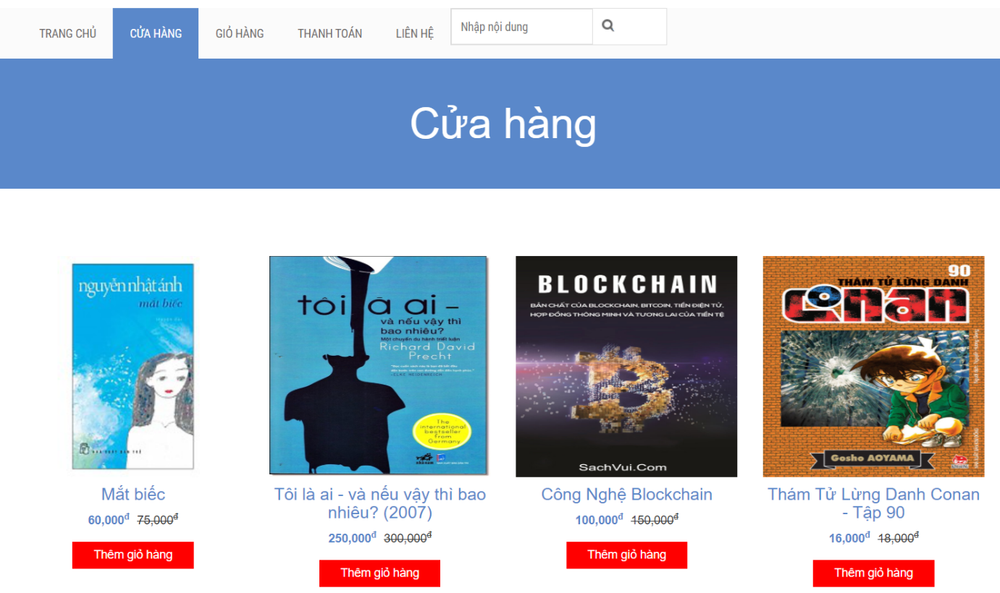 TRANG CHỦ CỬA HÀNG GIỎ HÀNG THANH TOÁN LIÊN HỆ Nhập nội dung
Cửa hàng
nguyễn nhật ánh
mắt biếc
tôi là ai –
và nếu vậy thì
bao nhiêu?
Một chuyến du hành triết luận
Richard David
Precht
The
international
bestseller
from
Germany
BLOCKCHAIN
BẢN CHẤT CỦA BLOCKCHAIN, BITCOIN, TIỀN ĐIỆN TỬ,
HỢP ĐỒNG THÔNG MINH VÀ TƯƠNG LAI CỦA TIỀN TỆ
SachVui.Com
90
THÁM TỬ LỪNG DANH
Conan
Gosho AOYAMA
Mắt biếc
60,000đ 75,000đ
Thêm giỏ hàng
Tôi là ai - và nếu vậy thì bao
nhiêu? (2007)
250,000đ 300,000đ
Thêm giỏ hàng
Công Nghệ Blockchain
100,000đ 150,000đ
Thêm giỏ hàng
Thám Tử Lừng Danh Conan
- Tập 90
16,000đ 18,000đ
Thêm giỏ hàng